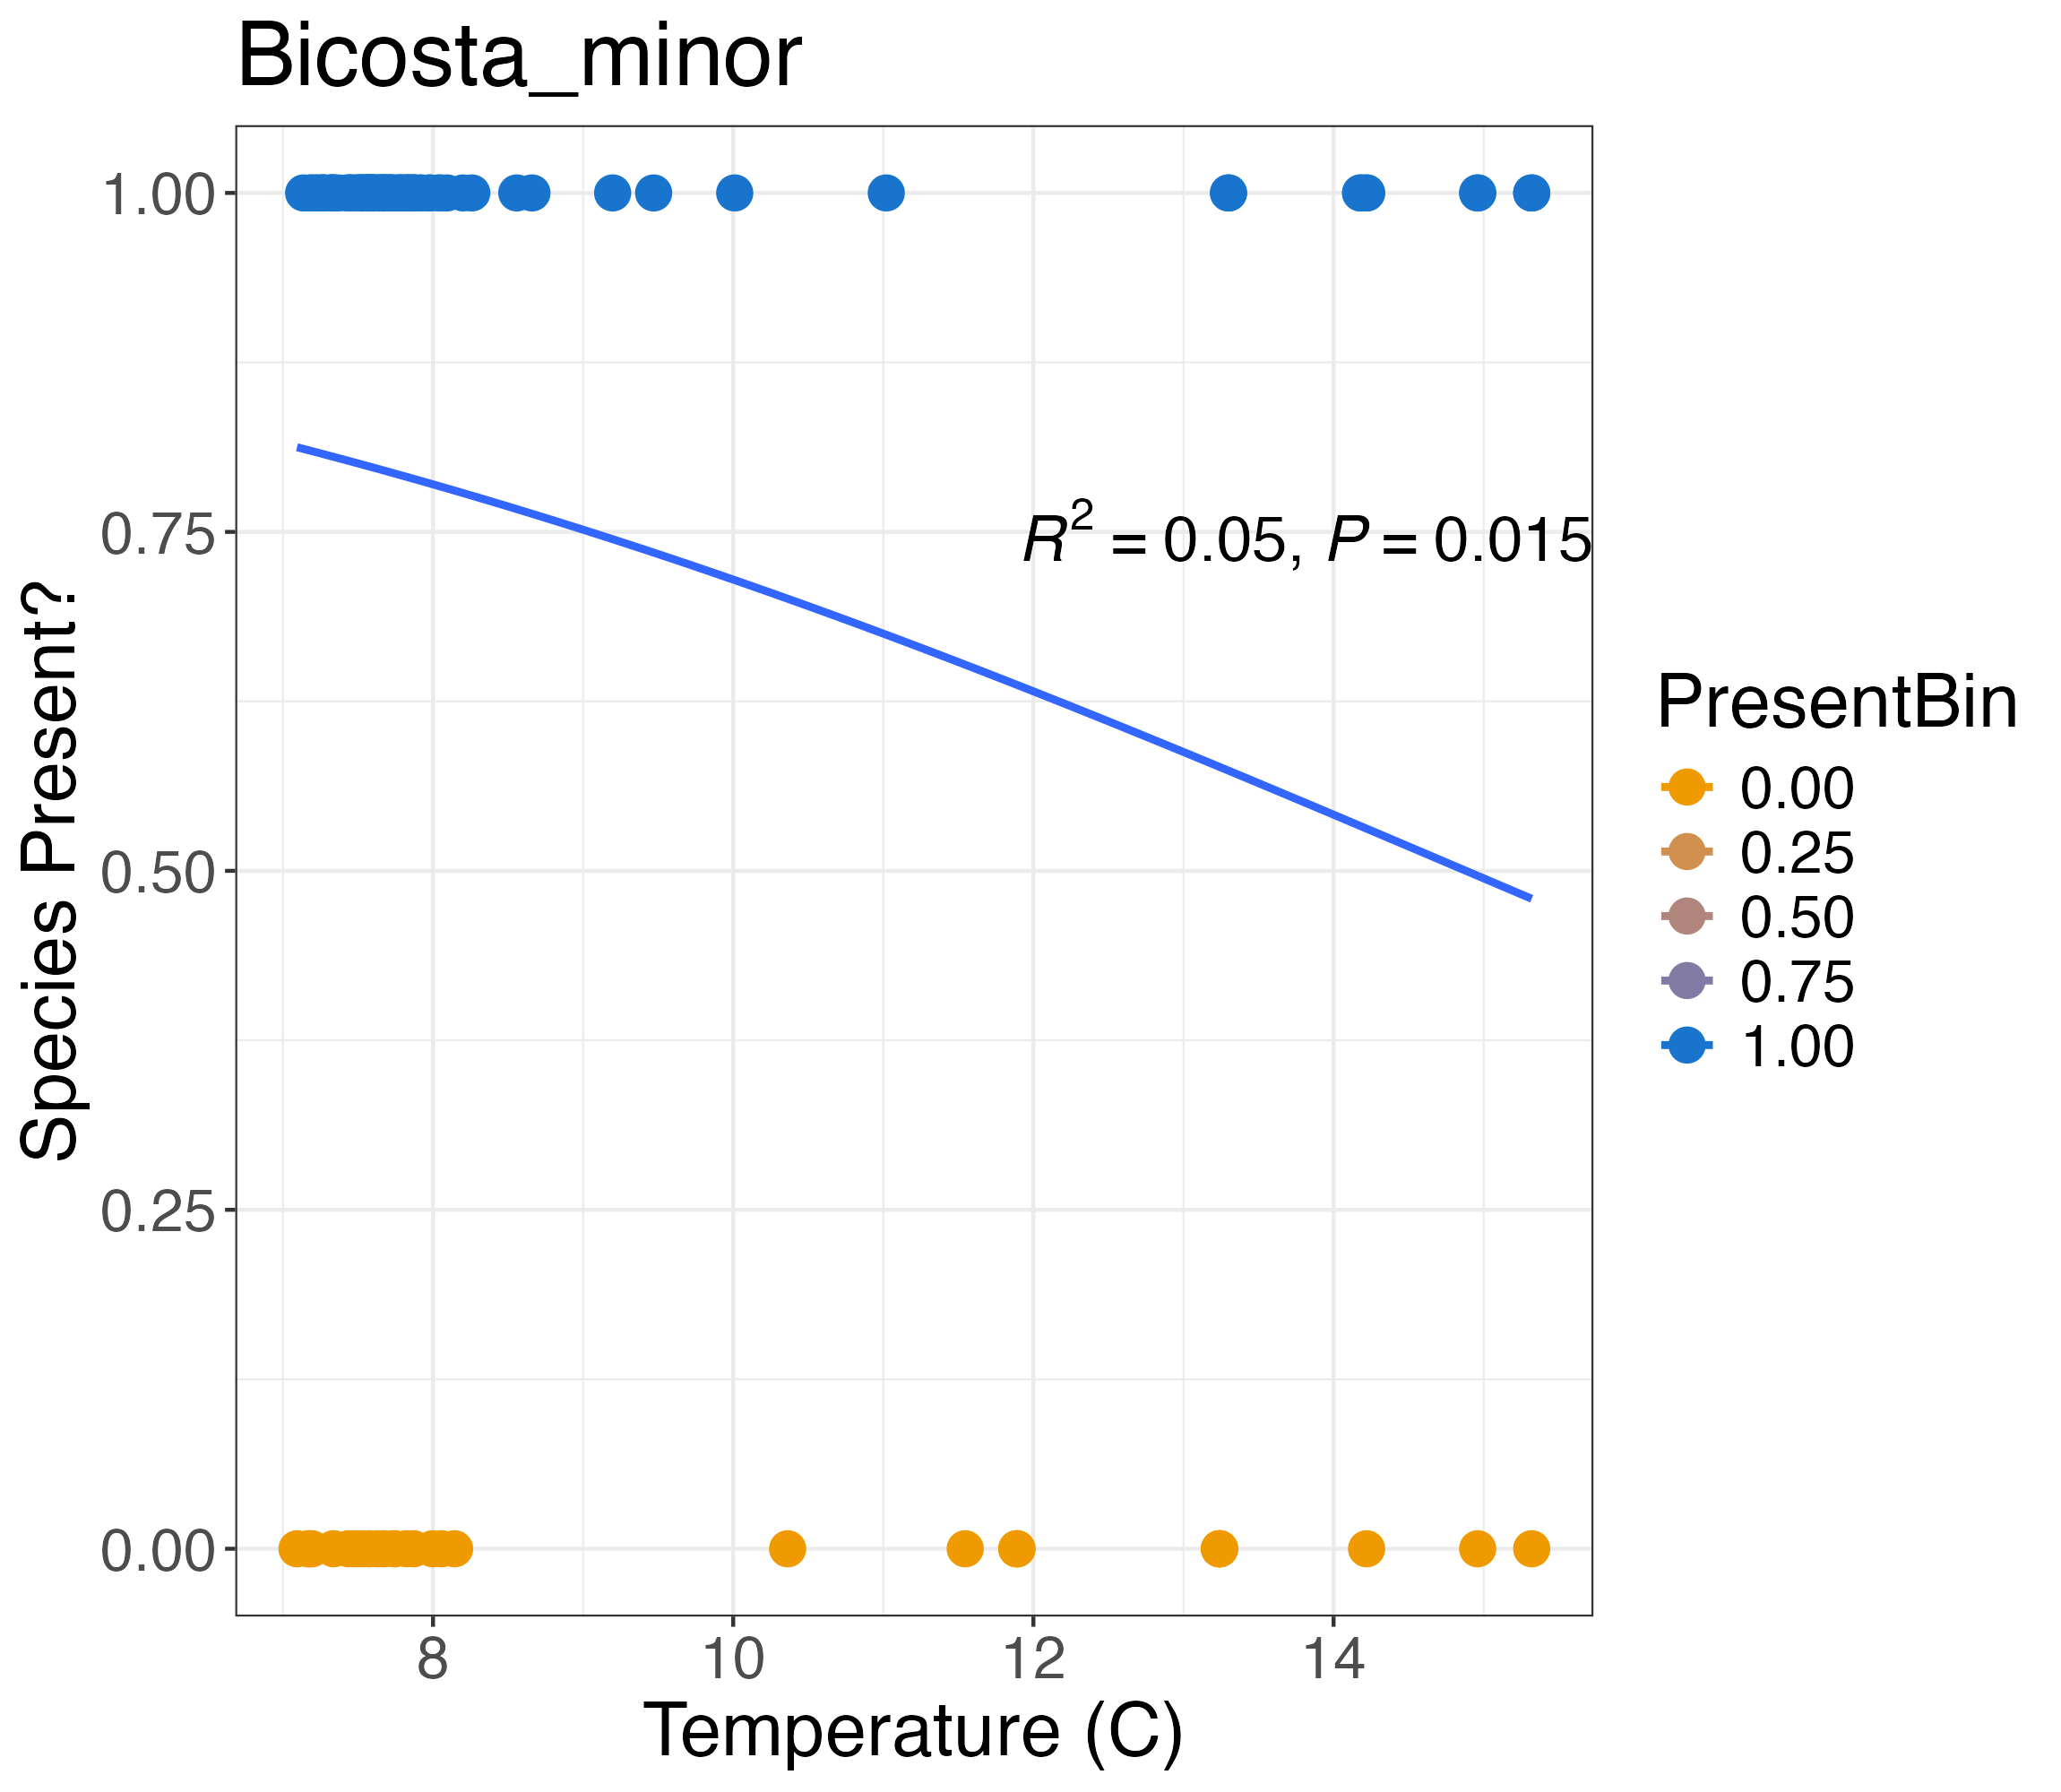 Bicosta_minor
1.00
0.75
0.50
0.25
0.00
Species Present?
R² = 0.05, P = 0.015
8 10 12 14
Temperature (C)
PresentBin
0.00
0.25
0.50
0.75
1.00